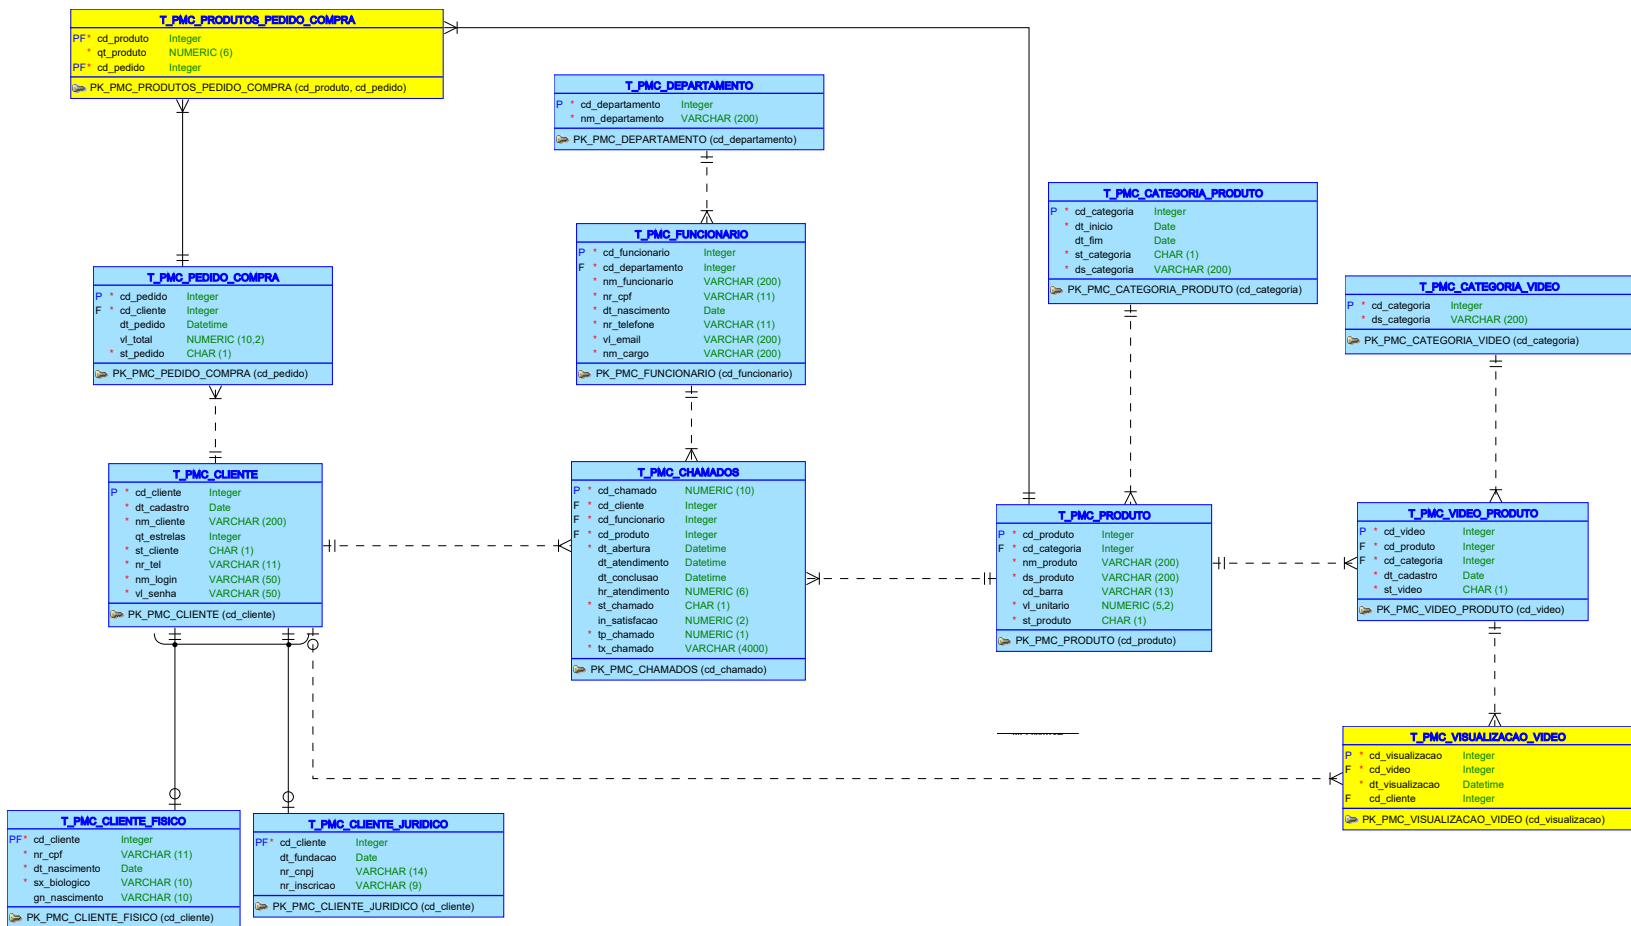 T_PMC_PRODUTOS_PEDIDO_COMPRA
PF* cd_produto Integer
* qt_produto NUMERIC (6)
PF* cd_pedido Integer
PK_PMC_PRODUTOS_PEDIDO_COMPRA (cd_produto, cd_pedido)
T_PMC_DEPARTAMENTO
P * cd_departamento Integer
* nm_departamento VARCHAR (200)
PK_PMC_DEPARTAMENTO (cd_departamento)
T_PMC_CATEGORIA_PRODUTO
P * cd_categoria Integer
* dt_inicio Date
dt_fim Date
* st_categoria CHAR (1)
* ds_categoria VARCHAR (200)
PK_PMC_CATEGORIA_PRODUTO (cd_categoria)
T_PMC_FUNCIONARIO
P * cd_funcionario Integer
F * cd_departamento Integer
* nm_funcionario VARCHAR (200)
* nr_cpf VARCHAR (11)
* dt_nascimento Date
* nr_telefone VARCHAR (11)
* vl_email VARCHAR (200)
* nm_cargo VARCHAR (200)
PK_PMC_FUNCIONARIO (cd_funcionario)
T_PMC_PEDIDO_COMPRA
P * cd_pedido Integer
F * cd_cliente Integer
dt_pedido Datetime
vl_total NUMERIC (10,2)
* st_pedido CHAR (1)
PK_PMC_PEDIDO_COMPRA (cd_pedido)
T_PMC_CATEGORIA_VIDEO
P * cd_categoria Integer
* ds_categoria VARCHAR (200)
PK_PMC_CATEGORIA_VIDEO (cd_categoria)
T_PMC_CLIENTE
P * cd_cliente Integer
* dt_cadastro Date
* nm_cliente VARCHAR (200)
qt_estrelas Integer
* st_cliente CHAR (1)
* nr_tel VARCHAR (11)
* nm_login VARCHAR (50)
* vl_senha VARCHAR (50)
PK_PMC_CLIENTE (cd_cliente)
T_PMC_CHAMADOS
P * cd_chamado NUMERIC (10)
F * cd_cliente Integer
F * cd_funcionario Integer
F * cd_produto Integer
* dt_abertura Datetime
dt_atendimento Datetime
dt_conclusao Datetime
hr_atendimento NUMERIC (6)
* st_chamado CHAR (1)
in_satisfacao NUMERIC (2)
* tp_chamado NUMERIC (1)
* tx_chamado VARCHAR (4000)
PK_PMC_CHAMADOS (cd_chamado)
T_PMC_PRODUTO
P * cd_produto Integer
F * cd_categoria Integer
* nm_produto VARCHAR (200)
* ds_produto VARCHAR (200)
cd_barra VARCHAR (13)
* vl_unitario NUMERIC (5,2)
* st_produto CHAR (1)
PK_PMC_PRODUTO (cd_produto)
T_PMC_VIDEO_PRODUTO
P * cd_video Integer
F * cd_produto Integer
F * cd_categoria Integer
* dt_cadastro Date
* st_video CHAR (1)
PK_PMC_VIDEO_PRODUTO (cd_video)
T_PMC_VISUALIZACAO_VIDEO
P * cd_visualizacao Integer
F * cd_video Integer
* dt_visualizacao Datetime
F cd_cliente Integer
PK_PMC_VISUALIZACAO_VIDEO (cd_visualizacao)
T_PMC_CLIENTE_FISICO
PF* cd_cliente Integer
* nr_cpf VARCHAR (11)
* dt_nascimento Date
* sx_biologico VARCHAR (10)
gn_nascimento VARCHAR (10)
PK_PMC_CLIENTE_FISICO (cd_cliente)
T_PMC_CLIENTE_JURIDICO
PF* cd_cliente Integer
dt_fundacao Date
nr_cnpj VARCHAR (14)
nr_inscricao VARCHAR (9)
PK_PMC_CLIENTE_JURIDICO (cd_cliente)